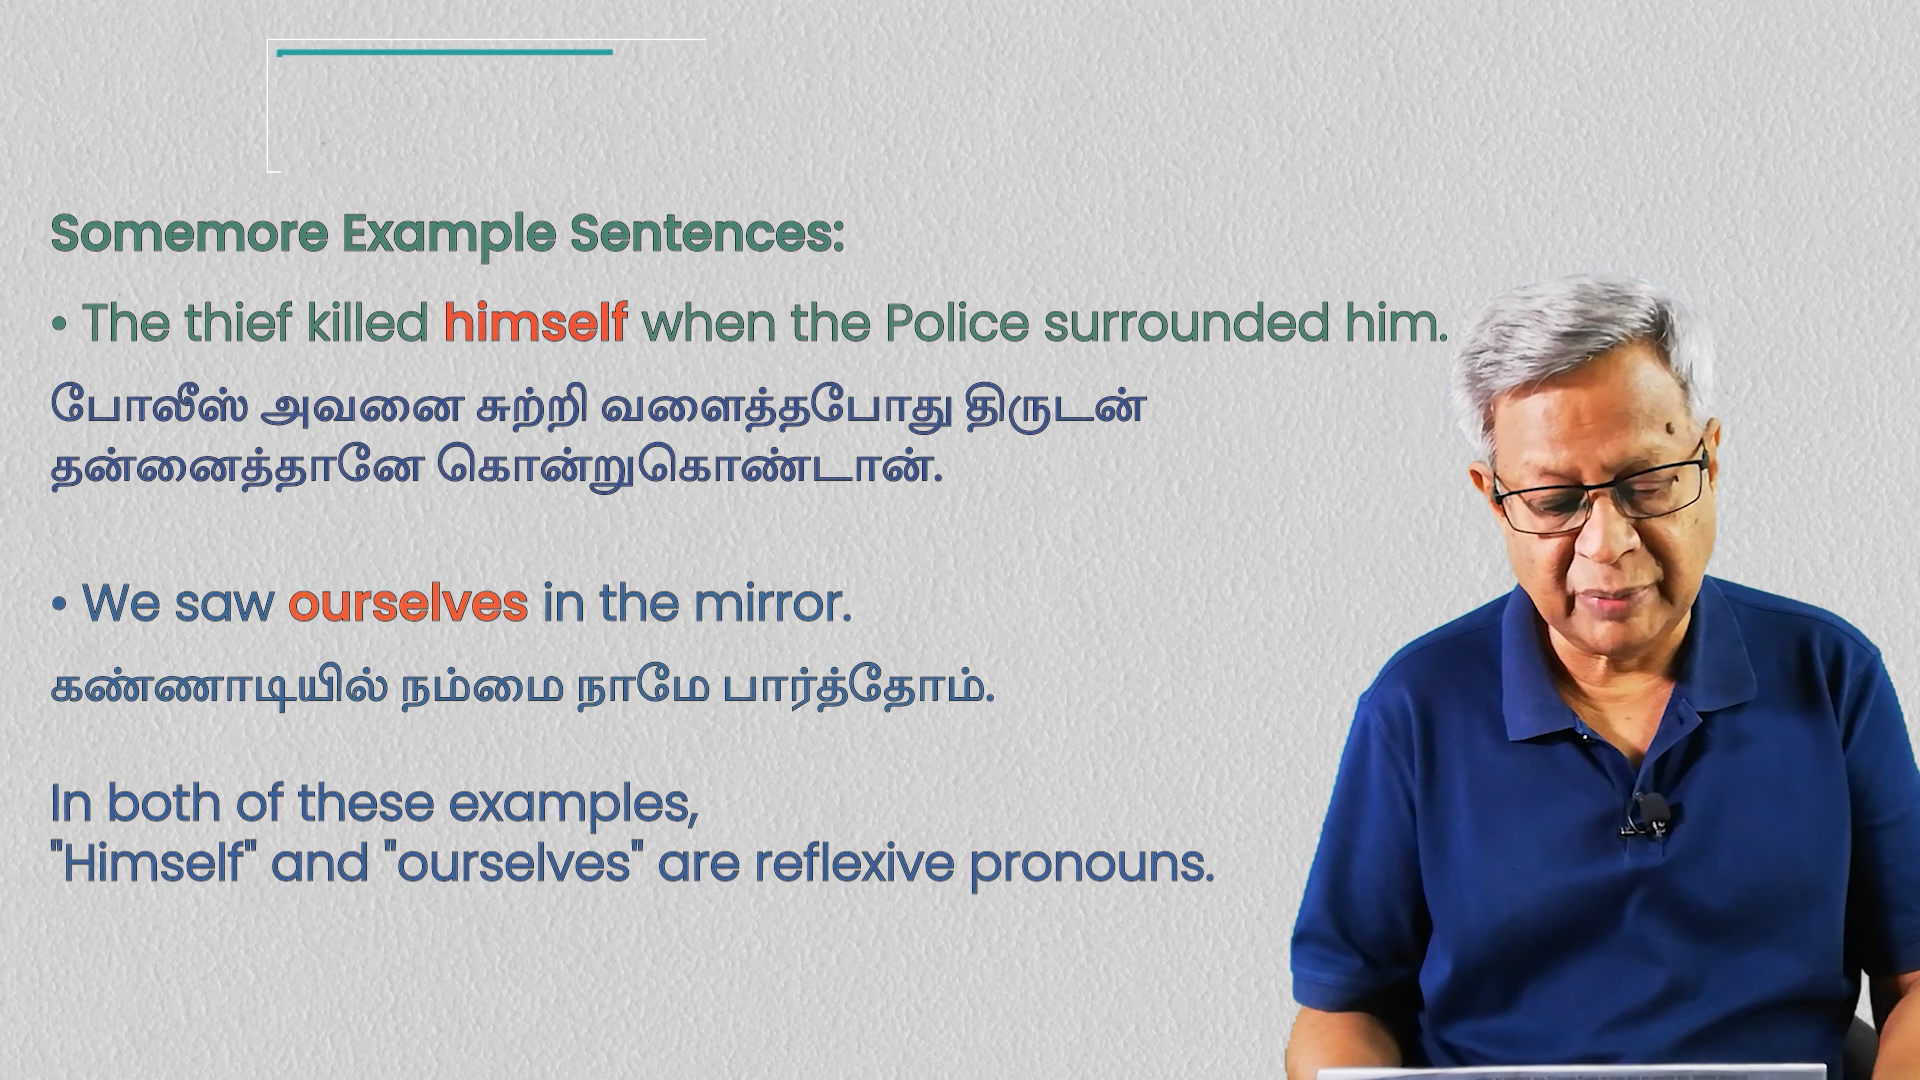 Somemore Example Sentences:
• The thief killed himself when the Police surrounded him.
போலீஸ் அவனை சுற்றி வளைத்தபோது திருடன்
தன்னைத்தானே கொன்றுகொண்டான்.
• We saw ourselves in the mirror.
கண்ணாடியில் நம்மை நாமே பார்த்தோம்.
In both of these examples,
"Himself" and "ourselves" are reflexive pronouns.